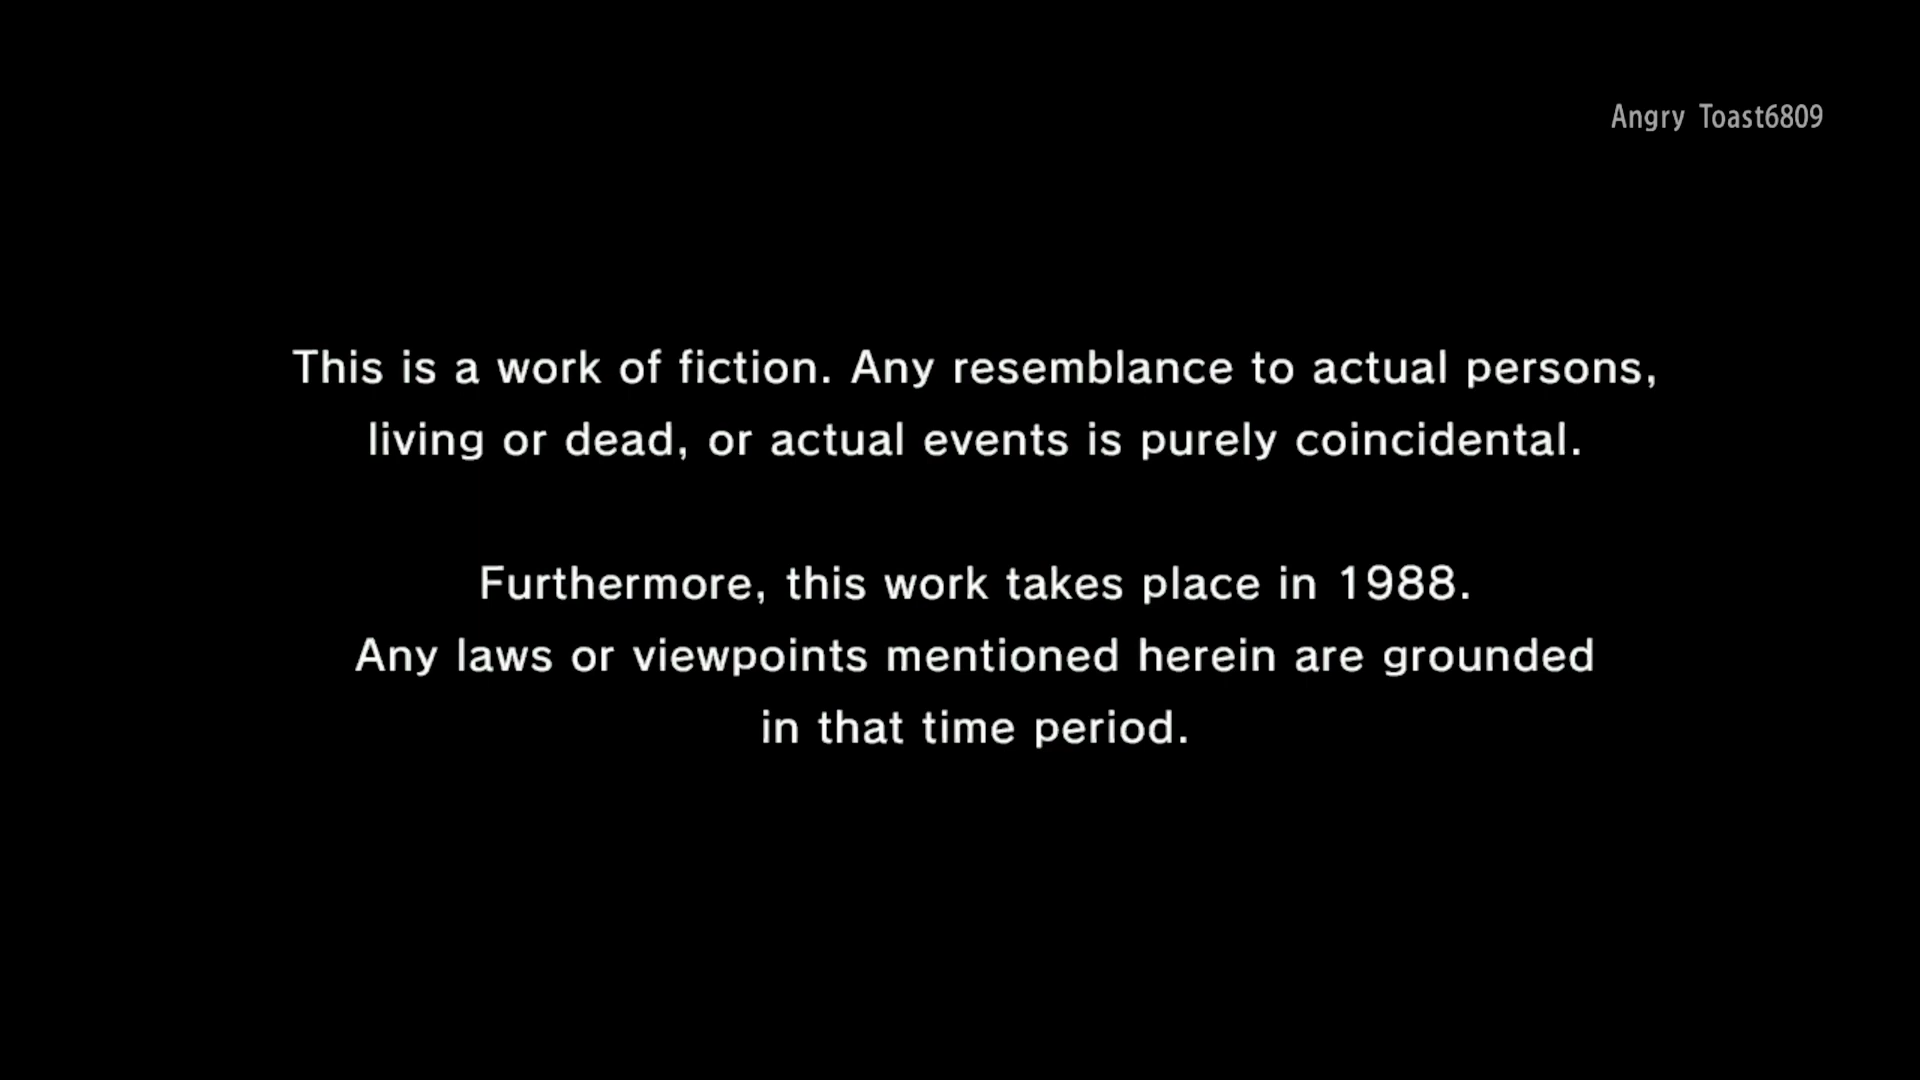 Angry Toast6809
This is a work of fiction. Any resemblance to actual persons,
living or dead, or actual events is purely coincidental.
Furthermore, this work takes place in 1988.
Any laws or viewpoints mentioned herein are grounded
in that time period.